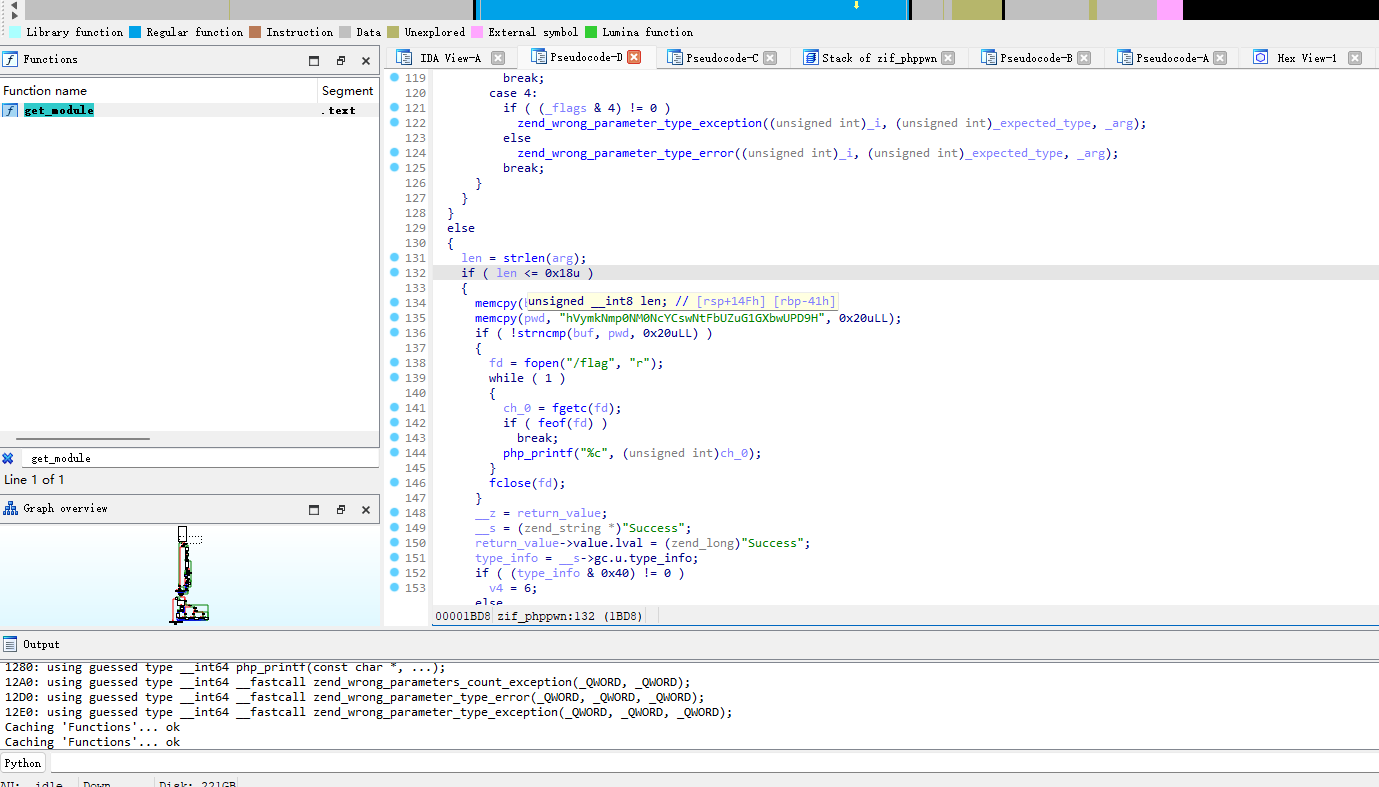 Library function Regular function Instruction Data Unexplored External symbol Lumina function
Functions
Function name Segment
get_module .text
get_module
Line 1 of 1
Graph overview
IDA View-A Pseudocode-D Pseudocode-C Stack of zif_phppwn Pseudocode-B Pseudocode-A Hex View-1
119 break;
120 case 4:
121 if ( (_flags & 4) != 0 )
122 zend_wrong_parameter_type_exception((unsigned int)_i, (unsigned int)_expected_type, _arg);
123 else
124 zend_wrong_parameter_type_error((unsigned int)_i, (unsigned int)_expected_type, _arg);
125 break;
126 }
127 }
128 }
129 else
130 {
131 len = strlen(arg);
132 if ( len <= 0x18u )
133 {
unsigned __int8 len; // [rsp+14Fh] [rbp-41h]
134 memcpy(
135 memcpy(pwd, "hVymkNmp0NM0NcYCswNtFbUZuG1GXbwUPD9H", 0x20uLL);
136 if ( !strncmp(buf, pwd, 0x20uLL) )
137 {
138 fd = fopen("/flag", "r");
139 while ( 1 )
140 {
141 ch_0 = fgetc(fd);
142 if ( feof(fd) )
143 break;
144 php_printf("%c", (unsigned int)ch_0);
145 }
146 fclose(fd);
147 }
148 __z = return_value;
149 __s = (zend_string *)"Success";
150 return_value->value.lval = (zend_long)"Success";
151 type_info = __s->gc.u.type_info;
152 if ( (type_info & 0x40) != 0 )
153 v4 = 6;
else
00001BD8 zif_phppwn:132 (1BD8)
Output
1280: using guessed type __int64 php_printf(const char *, ...);
12A0: using guessed type __int64 __fastcall zend_wrong_parameters_count_exception(_QWORD, _QWORD);
12D0: using guessed type __int64 __fastcall zend_wrong_parameter_type_error(_QWORD, _QWORD, _QWORD);
12E0: using guessed type __int64 __fastcall zend_wrong_parameter_type_exception(_QWORD, _QWORD, _QWORD);
Caching 'Functions'... ok
Caching 'Functions'... ok
Python
AU: idle Down Disk: 221GB